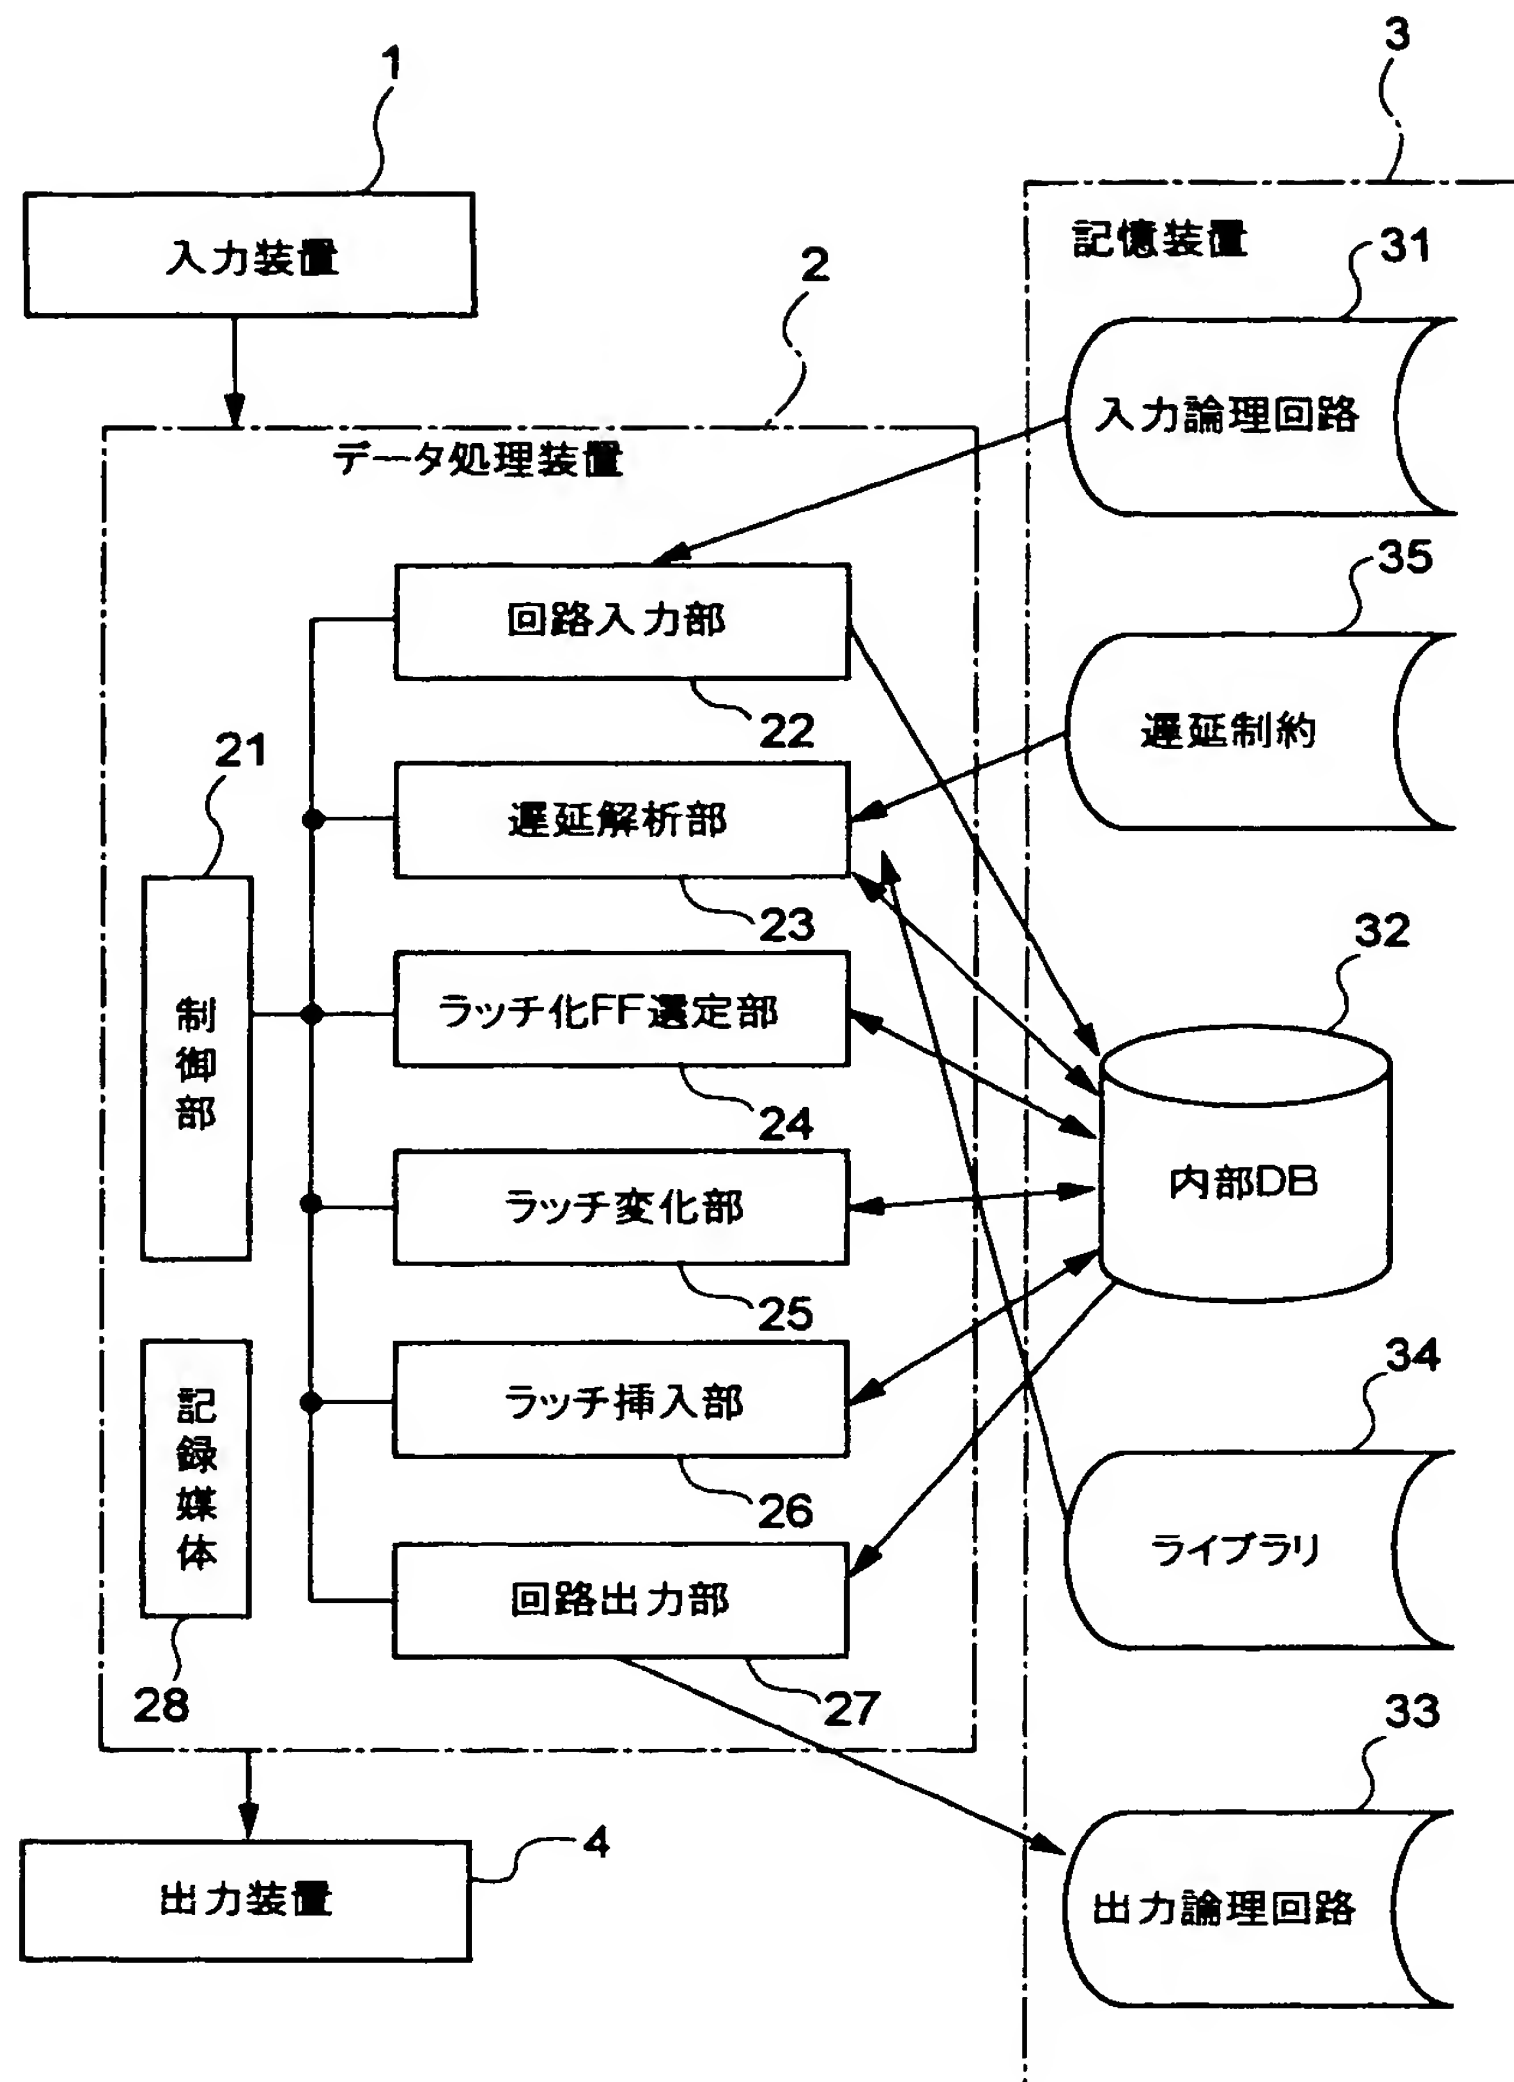 1
3
入力装置
2
記憶装置
31
入力論理回路
データ処理装置
35
回路入力部
22
遅延制約
21
遅延解析部
23
32
制御部
ラッチ化FF選定部
24
内部DB
ラッチ変化部
25
34
記録媒体
ラッチ挿入部
26
ライブラリ
回路出力部
27
28
33
4
出力装置
出力論理回路